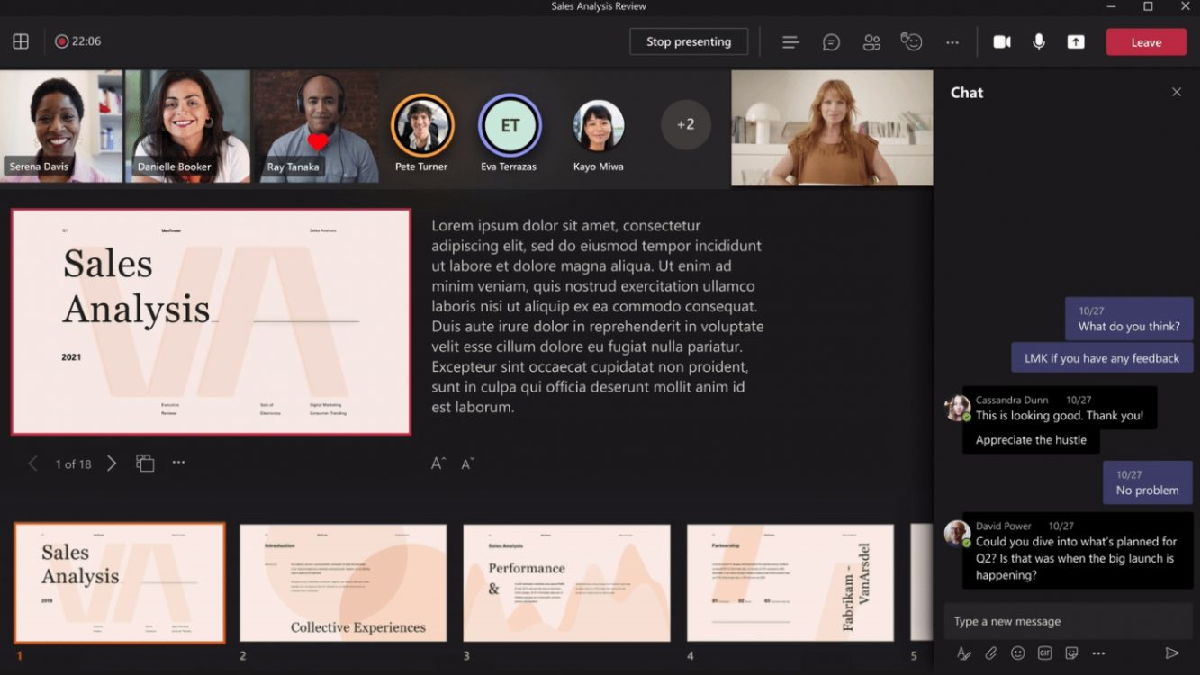 Sales Analysis Review
22:06
Stop presenting
Leave
Serena Davis
Danielle Booker
Ray Tanaka
Pete Turner
ET
Eva Terrazas
Kayo Miwa
+2
Sales
Analysis
2021
Lorem ipsum dolor sit amet, consectetur
adipiscing elit, sed do eiusmod tempor incididunt
ut labore et dolore magna aliqua. Ut enim ad
minim veniam, quis nostrud exercitation ullamco
laboris nisi ut aliquip ex ea commodo consequat.
Duis aute irure dolor in reprehenderit in voluptate
velit esse cillum dolore eu fugiat nulla pariatur.
Excepteur sint occaecat cupidatat non proident,
sunt in culpa qui officia deserunt mollit anim id
est laborum.
1 of 18
Sales
Analysis
1
Introduction
Collective Experiences
2
Sales Analysis
Performance
&
3
Partnership
Fabrikam –
VanArsdel
4
5
Chat
10/27
What do you think?
LMK if you have any feedback
Cassandra Dunn 10/27
This is looking good. Thank you!
Appreciate the hustle
10/27
No problem
David Power 10/27
Could you dive into what's planned for
Q2? Is that was when the big launch is
happening?
Type a new message
GIF